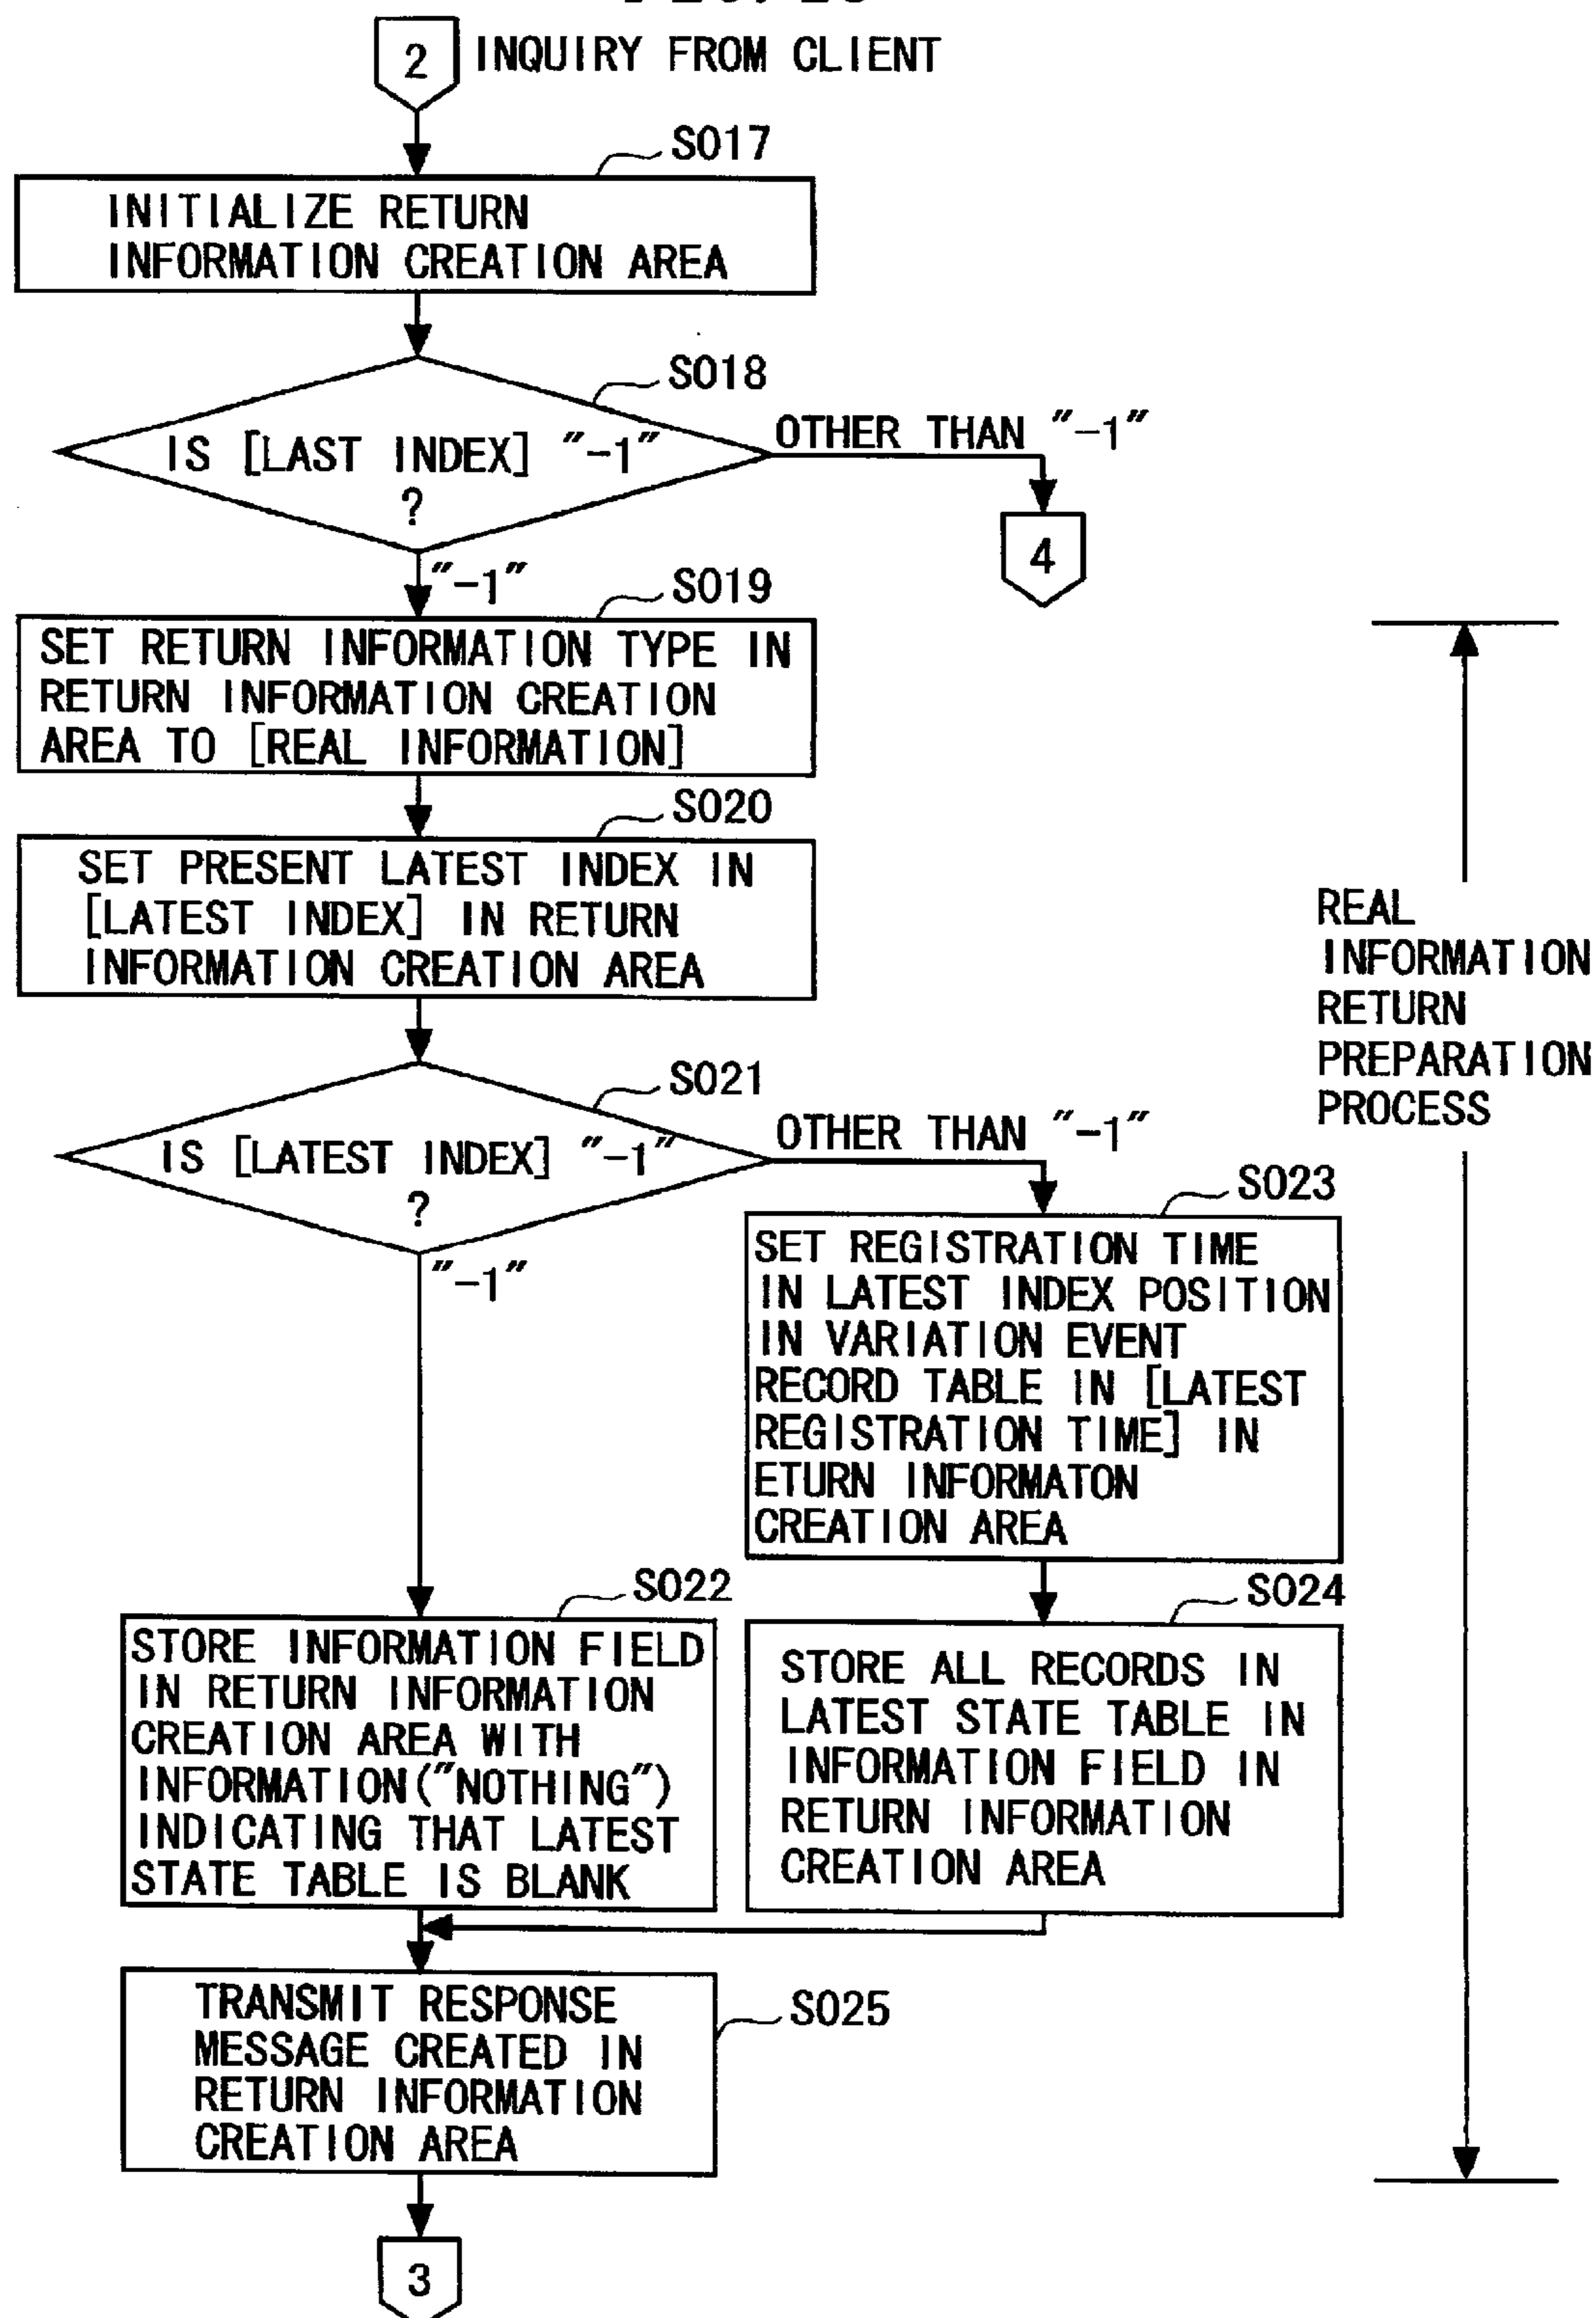 2
INQUIRY FROM CLIENT
S017
INITIALIZE RETURN
INFORMATION CREATION AREA
S018
IS [LAST INDEX] "-1"
?
OTHER THAN "-1"
4
"-1"
S019
SET RETURN INFORMATION TYPE IN
RETURN INFORMATION CREATION
AREA TO [REAL INFORMATION]
S020
SET PRESENT LATEST INDEX IN
[LATEST INDEX] IN RETURN
INFORMATION CREATION AREA
REAL
INFORMATION
RETURN
PREPARATION
PROCESS
S021
IS [LATEST INDEX] "-1"
?
OTHER THAN "-1"
"-1"
S023
SET REGISTRATION TIME
IN LATEST INDEX POSITION
IN VARIATION EVENT
RECORD TABLE IN [LATEST
REGISTRATION TIME] IN
ETURN INFORMATON
CREATION AREA
S022
STORE INFORMATION FIELD
IN RETURN INFORMATION
CREATION AREA WITH
INFORMATION("NOTHING")
INDICATING THAT LATEST
STATE TABLE IS BLANK
S024
STORE ALL RECORDS IN
LATEST STATE TABLE IN
INFORMATION FIELD IN
RETURN INFORMATION
CREATION AREA
S025
TRANSMIT RESPONSE
MESSAGE CREATED IN
RETURN INFORMATION
CREATION AREA
3